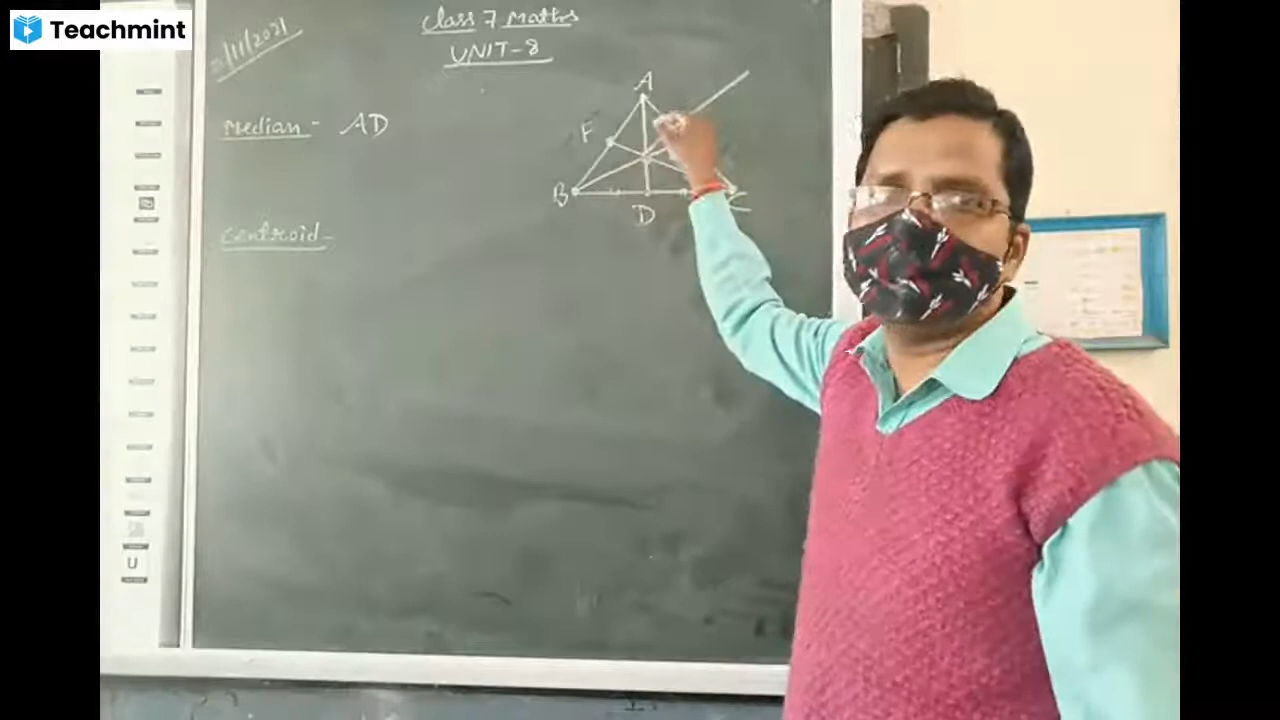 Teachmint
/11/2021
Class 7 Maths
UNIT-8
Median - AD
Centroid -
A
F
B
D
C
U